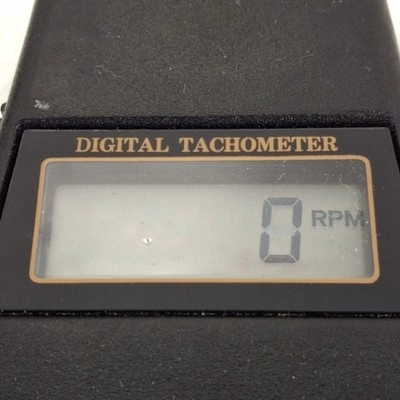 DIGITAL TACHOMETER
0 RPM